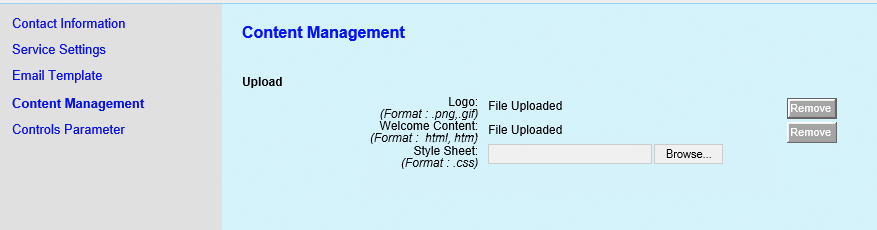 Contact Information
Service Settings
Email Template
Content Management
Controls Parameter
Content Management
Upload
Logo: File Uploaded Remove
(Format : .png,.gif)
Welcome Content: File Uploaded Remove
(Format : html, htm)
Style Sheet: Browse...
(Format : .css)